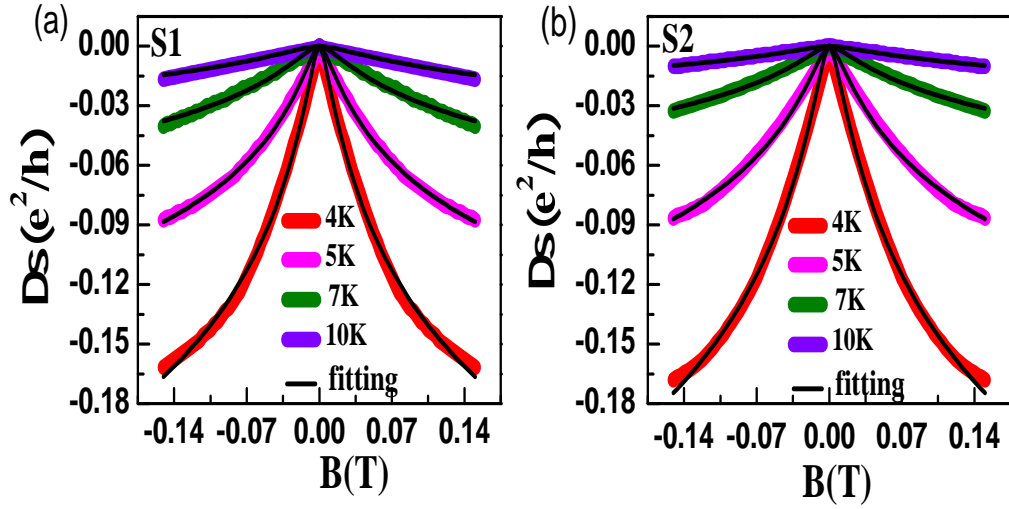 (a)
S1
0.00
-0.03
-0.06
-0.09
-0.12
-0.15
-0.18
Ds(e²/h)
4K
5K
7K
10K
fitting
-0.14 -0.07 0.00 0.07 0.14
B(T)
(b)
S2
0.00
-0.03
-0.06
-0.09
-0.12
-0.15
-0.18
Ds(e²/h)
4K
5K
7K
10K
fitting
-0.14 -0.07 0.00 0.07 0.14
B(T)